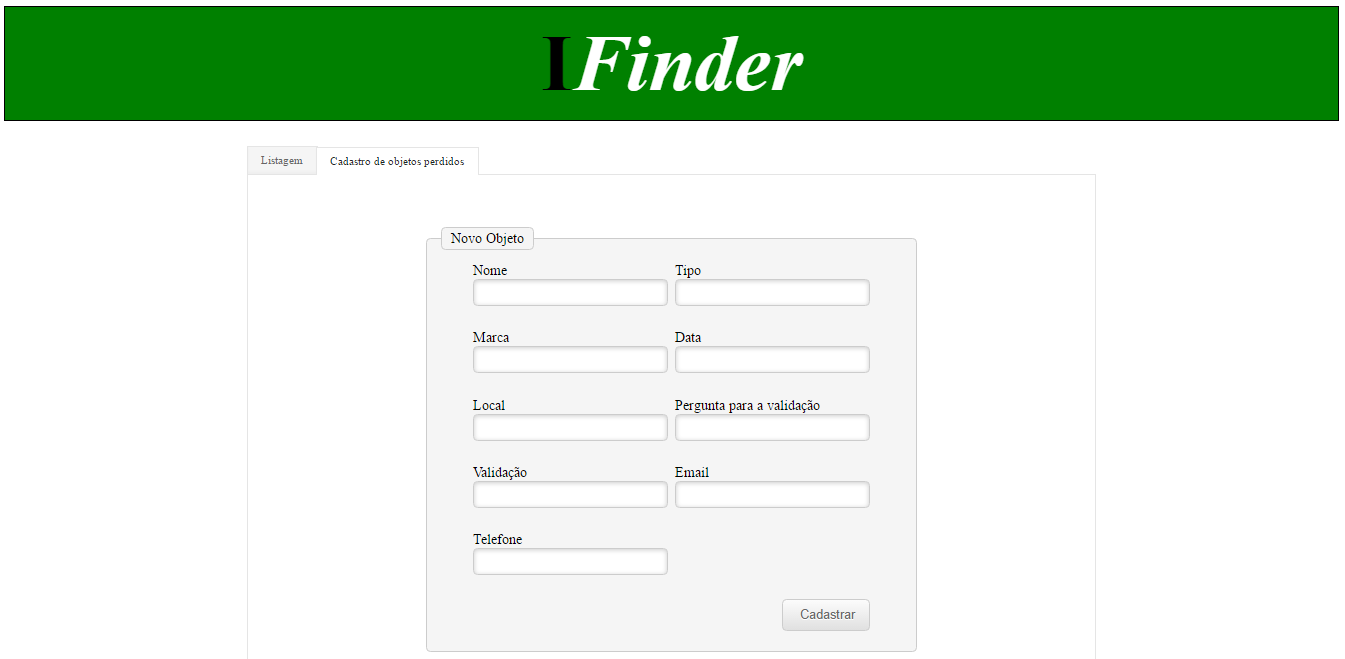 IFinder
Listagem Cadastro de objetos perdidos
Novo Objeto
Nome Tipo
Marca Data
Local Pergunta para a validação
Validação Email
Telefone
Cadastrar